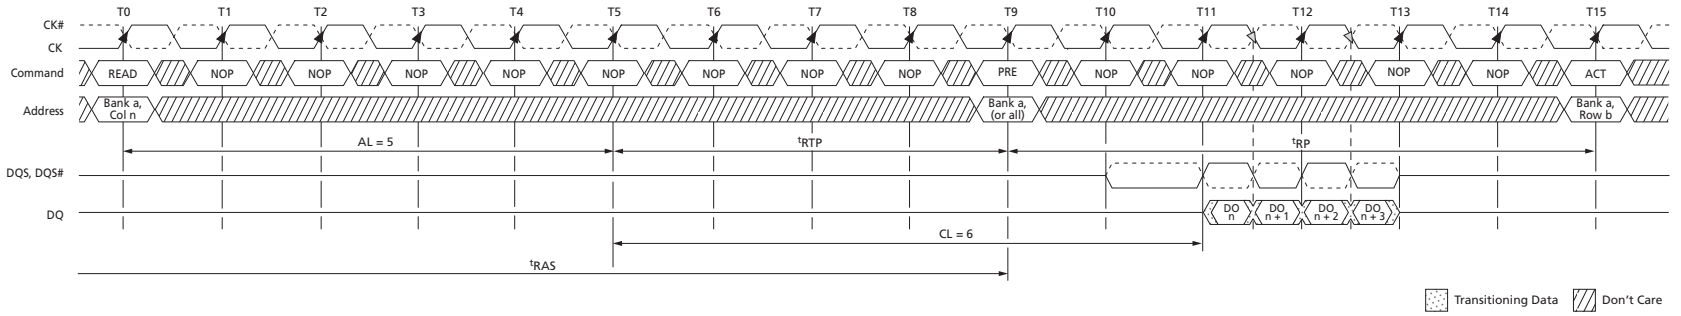 T0 T1 T2 T3 T4 T5 T6 T7 T8 T9 T10 T11 T12 T13 T14 T15
CK#
CK
Command READ NOP NOP NOP NOP NOP NOP NOP NOP PRE NOP NOP NOP NOP NOP ACT
Address
Bank a,
Col n
Bank a,
(or all)
Bank a,
Row b
AL = 5 tRTP tRP
DQS, DQS#
DQ
DO
n
DO
n + 1
DO
n + 2
DO
n + 3
CL = 6
tRAS
Transitioning Data Don't Care